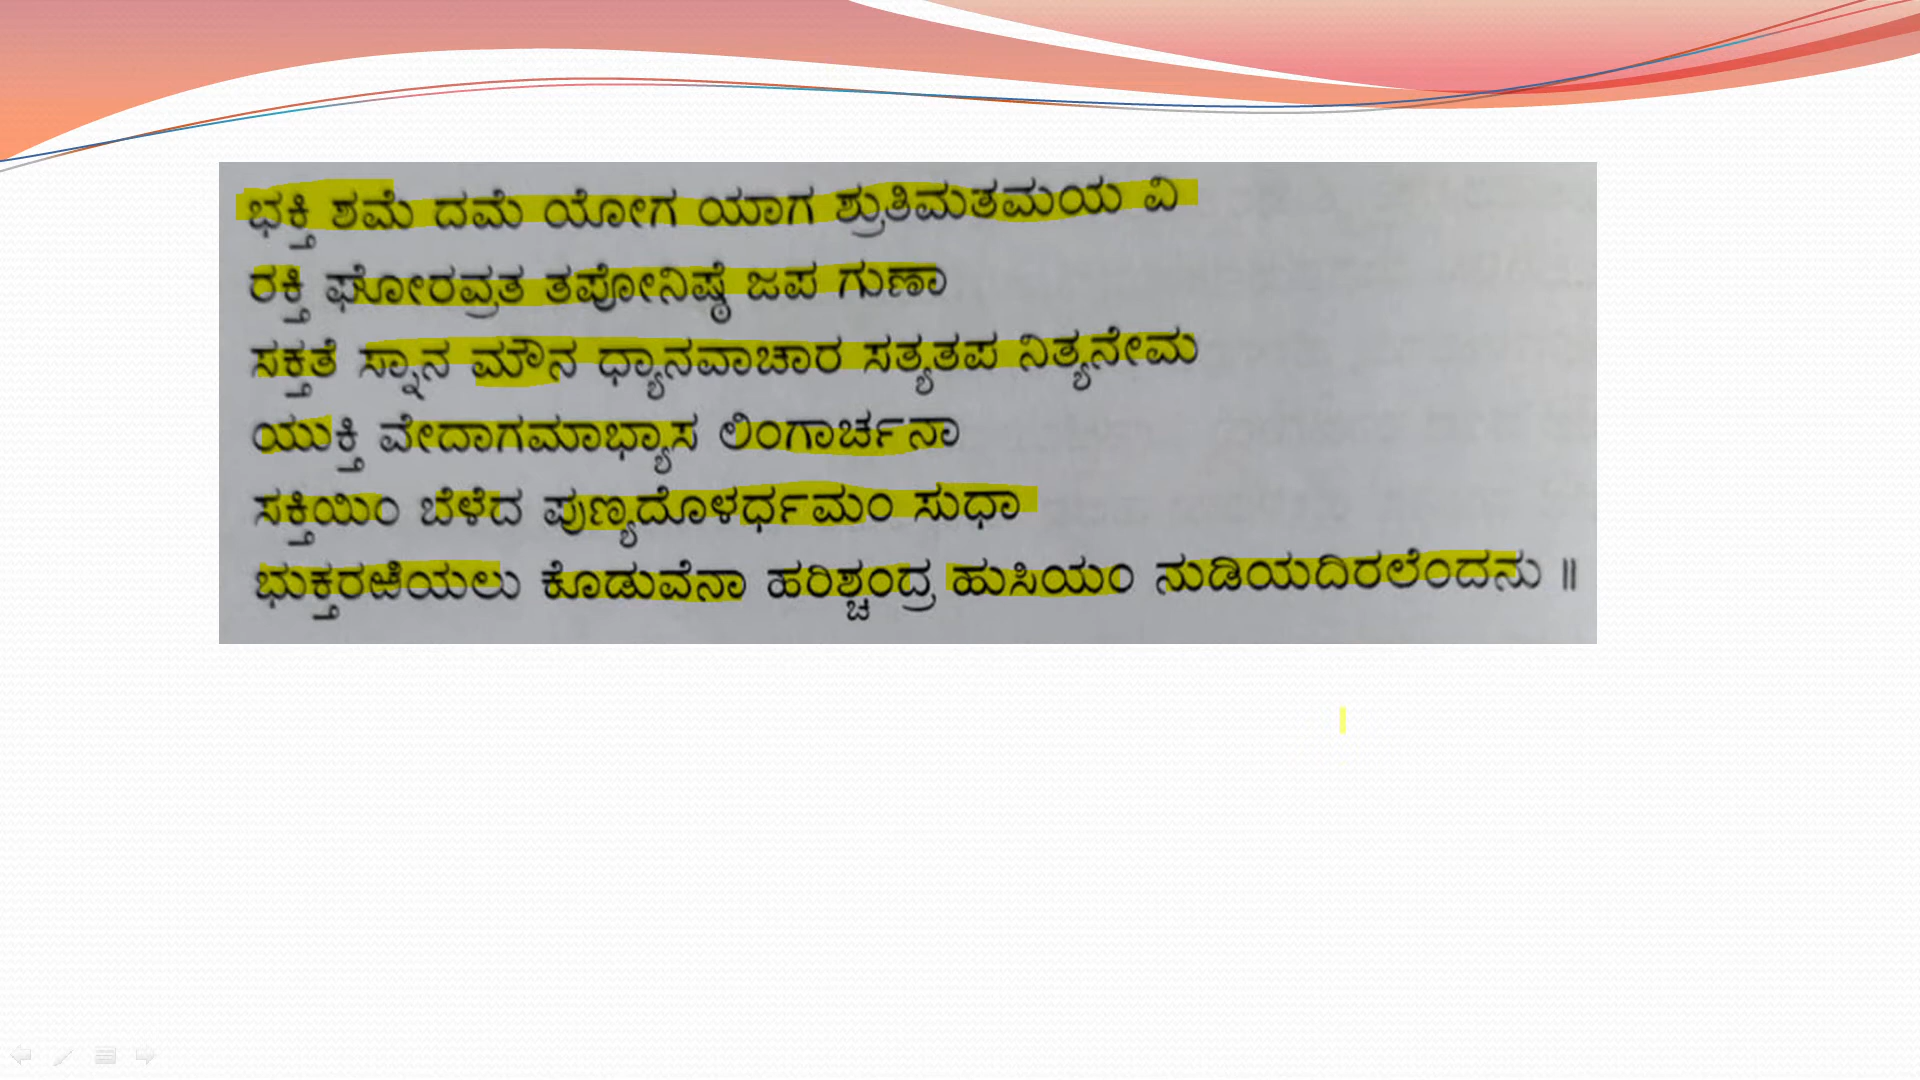 ಭಕ್ತಿ ಶಮೆ ದಮೆ ಯೋಗ ಯಾಗ ಶ್ರುತಿಮತಮಯ ವಿ
ರಕ್ತಿ ಘೋರವ್ರತ ತಪೋನಿಷ್ಠೆ ಜಪ ಗುಣಾ
ಸಕ್ತತೆ ಸ್ನಾನ ಮೌನ ಧ್ಯಾನವಾಚಾರ ಸತ್ಯತಪ ನಿತ್ಯನೇಮ
ಯುಕ್ತಿ ವೇದಾಗಮಾಭ್ಯಾಸ ಲಿಂಗಾರ್ಚನಾ
ಸಕ್ತಿಯಿಂ ಬೆಳೆದ ಪುಣ್ಯದೊಳರ್ಧಮಂ ಸುಧಾ
ಭುಕ್ತರಱಿಯಲು ಕೊಡುವೆನಾ ಹರಿಶ್ಚಂದ್ರ ಹುಸಿಯಂ ನುಡಿಯದಿರಲೆಂದನು ॥